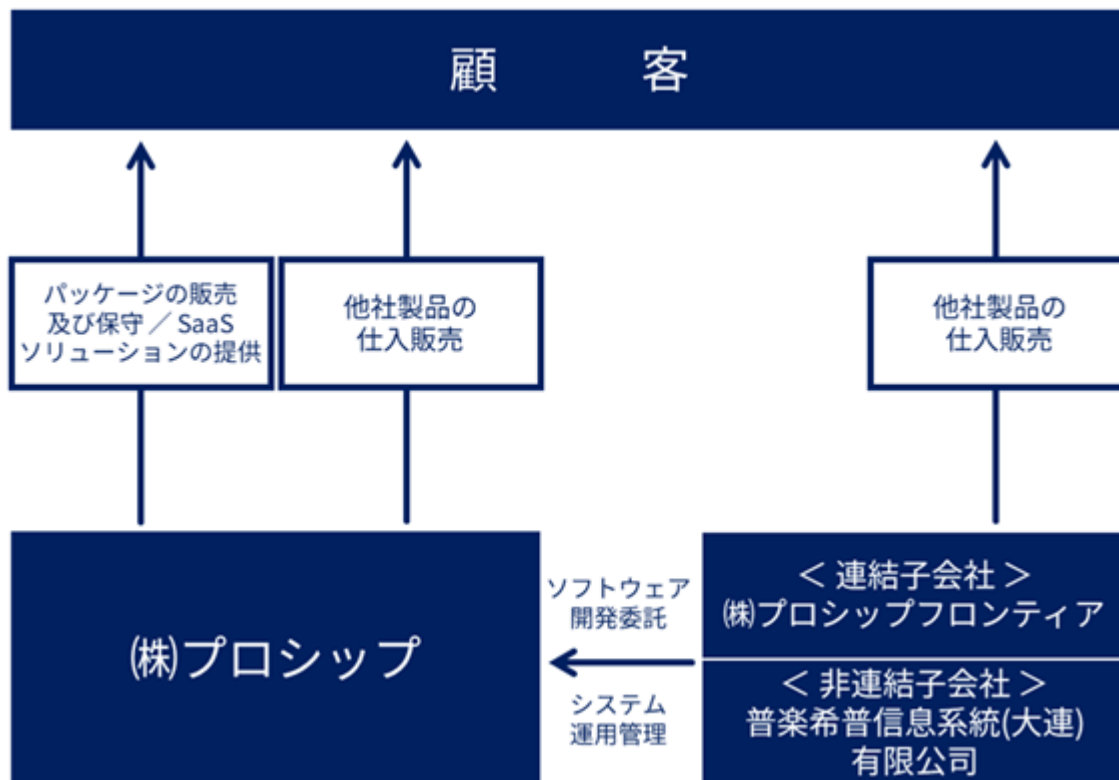 顧 客
パッケージの販売
及び保守 ／ SaaS
ソリューションの提供
他社製品の
仕入販売
他社製品の
仕入販売
㈱プロシップ
ソフトウェア
開発委託
システム
運用管理
＜ 連結子会社 ＞
㈱プロシップフロンティア
＜ 非連結子会社 ＞
普楽希普信息系統(大連)
有限公司